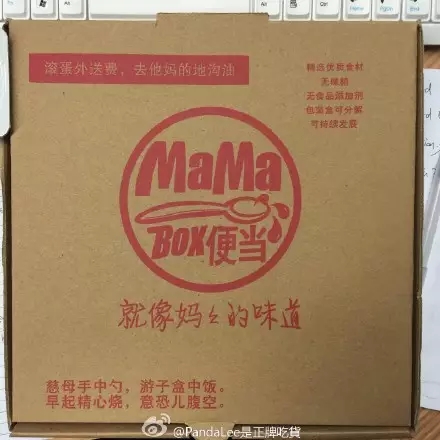 滚蛋外送费，去他妈的地沟油
精选优质食材
无味精
无食品添加剂
包装盒可分解
可持续发展
MaMa
BOX便当
就像妈々的味道
慈母手中勺，游子盒中饭。
早起精心烧，意恐儿腹空。
@PandaLee是正牌吃貨